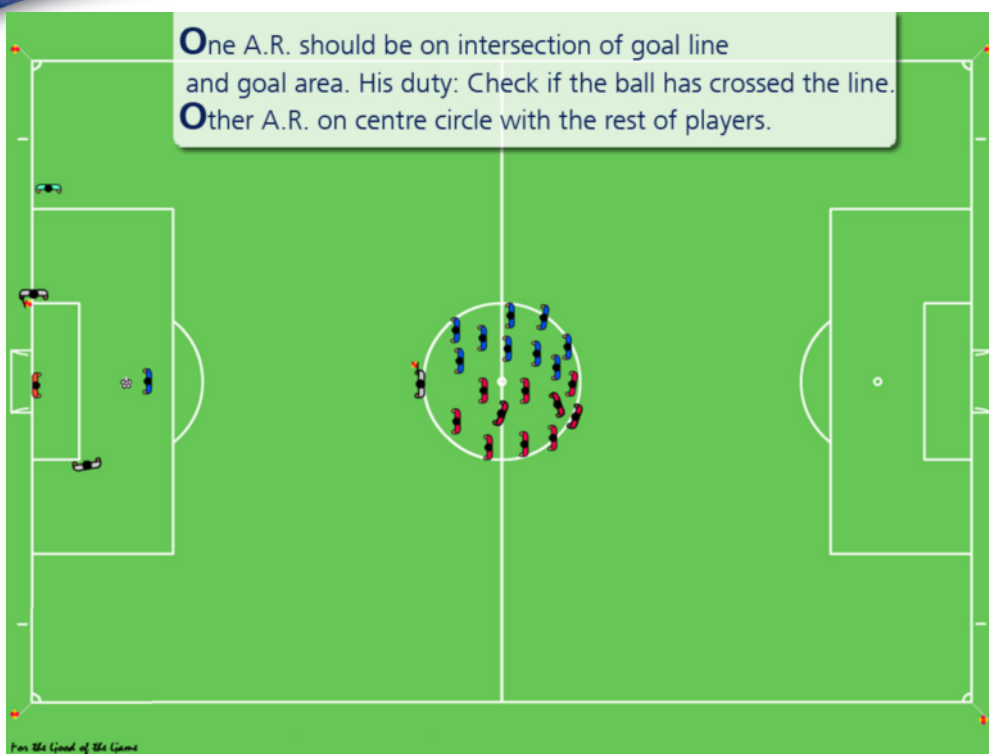 One A.R. should be on intersection of goal line
and goal area. His duty: Check if the ball has crossed the line.
Other A.R. on centre circle with the rest of players.
For the Good of the Game